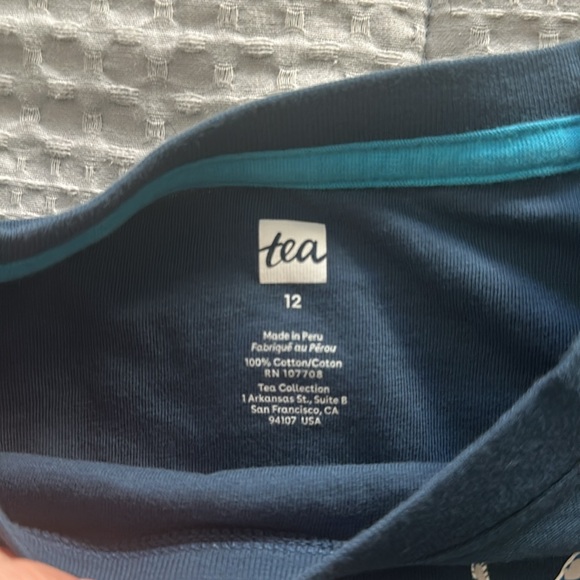 tea
12
Made in Peru
Fabriqué au Pérou
100% Cotton/Coton
RN 107708
Tea Collection
1 Arkansas St., Suite B
San Francisco, CA
94107 USA